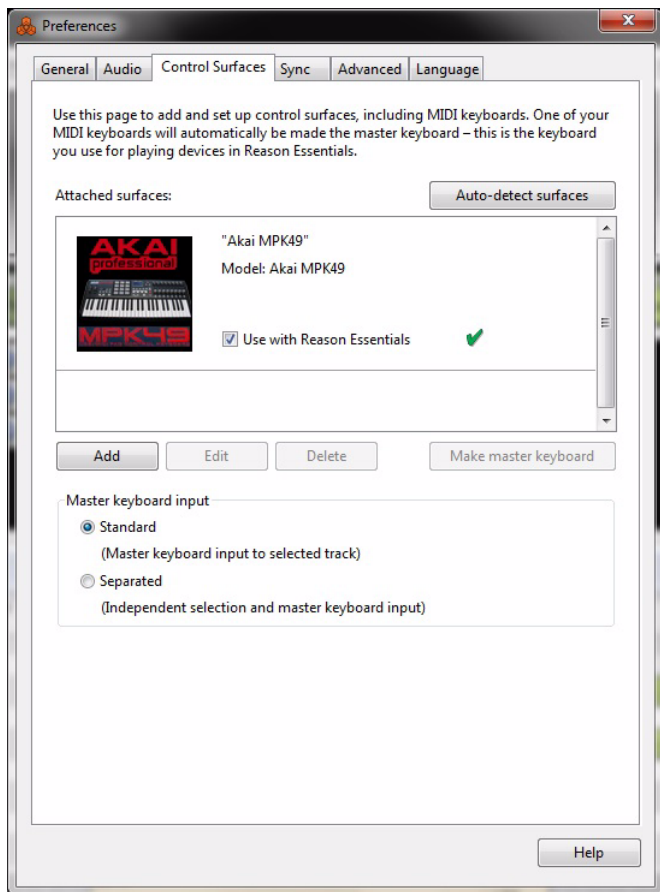 Preferences
General Audio Control Surfaces Sync Advanced Language
Use this page to add and set up control surfaces, including MIDI keyboards. One of your
MIDI keyboards will automatically be made the master keyboard – this is the keyboard
you use for playing devices in Reason Essentials.
Attached surfaces:
Auto-detect surfaces
AKAI
professional
MPK49
"Akai MPK49"
Model: Akai MPK49
Use with Reason Essentials
Add Edit Delete Make master keyboard
Master keyboard input
Standard
(Master keyboard input to selected track)
Separated
(Independent selection and master keyboard input)
Help